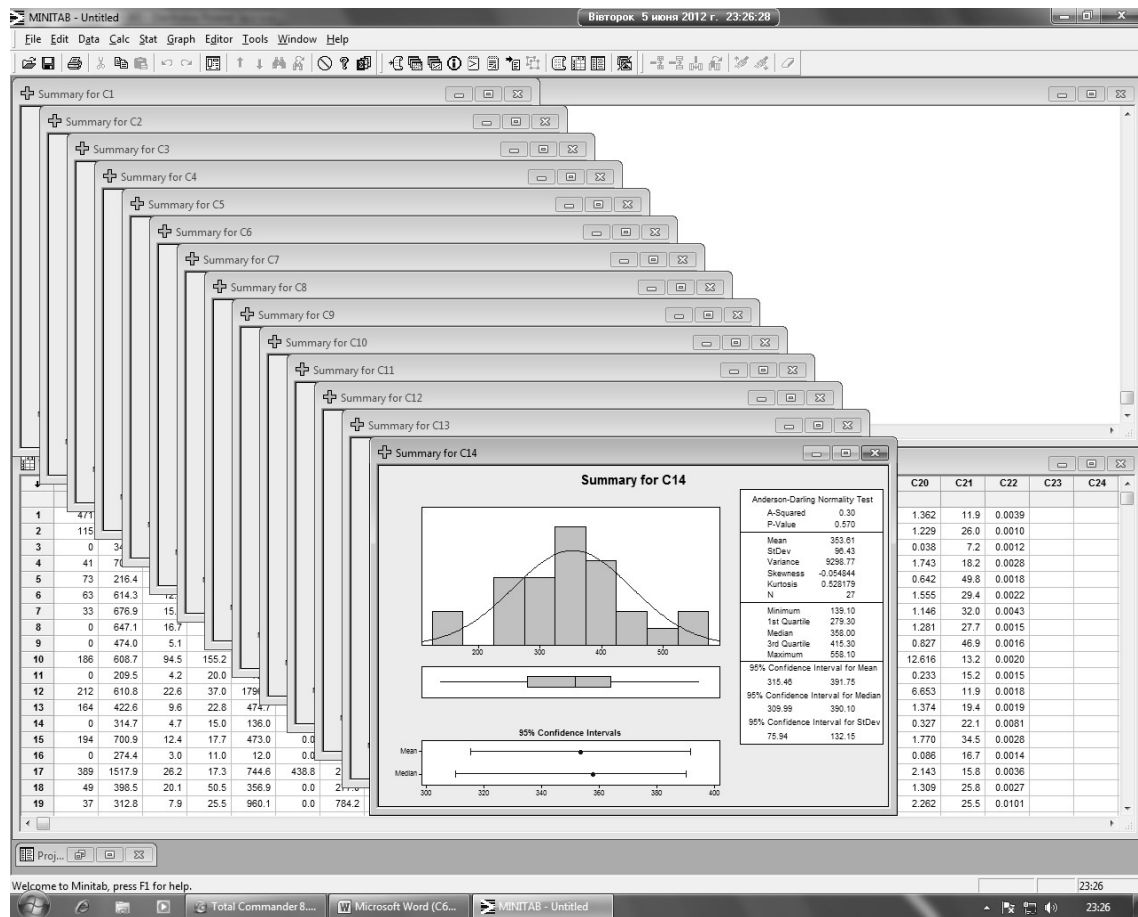 MINITAB - Untitled
Вівторок 5 июня 2012 г. 23:26:28
File Edit Data Calc Stat Graph Editor Tools Window Help
Summary for C1
Summary for C2
Summary for C3
Summary for C4
Summary for C5
Summary for C6
Summary for C7
Summary for C8
Summary for C9
Summary for C10
Summary for C11
Summary for C12
Summary for C13
Summary for C14
Summary for C14
Anderson-Darling Normality Test
A-Squared 0.30
P-Value 0.570
Mean 353.61
StDev 96.43
Variance 9298.77
Skewness -0.054844
Kurtosis 0.528179
N 27
Minimum 139.10
1st Quartile 279.30
Median 358.00
3rd Quartile 415.30
Maximum 558.10
95% Confidence Interval for Mean
315.46 391.75
95% Confidence Interval for Median
309.99 390.10
95% Confidence Interval for StDev
75.94 132.15
200 300 400 500
95% Confidence Intervals
Mean
Median
300 320 340 360 380 400
C20 C21 C22 C23 C24
1 471 1.362 11.9 0.0039
2 115 1.229 26.0 0.0010
3 0 0.038 7.2 0.0012
4 41 1.743 18.2 0.0028
5 73 216.4 0.642 49.8 0.0018
6 63 614.3 1.555 29.4 0.0022
7 33 676.9 1.146 32.0 0.0043
8 0 647.1 16.7 1.281 27.7 0.0015
9 0 474.0 5.1 0.827 46.9 0.0016
10 186 608.7 94.5 155.2 12.616 13.2 0.0020
11 0 209.5 4.2 20.0 0.233 15.2 0.0015
12 212 610.8 22.6 37.0 6.653 11.9 0.0018
13 164 422.6 9.6 22.8 474.7 1.374 19.4 0.0019
14 0 314.7 4.7 15.0 136.0 0.327 22.1 0.0081
15 194 700.9 12.4 17.7 473.0 0.0 1.770 34.5 0.0028
16 0 274.4 3.0 11.0 12.0 0.0 0.086 16.7 0.0014
17 389 1517.9 26.2 17.3 744.6 438.8 2.143 15.8 0.0036
18 49 398.5 20.1 50.5 356.9 0.0 1.309 25.8 0.0027
19 37 312.8 7.9 25.5 960.1 0.0 784.2 2.262 25.5 0.0101
Proj...
Welcome to Minitab, press F1 for help.
23:26
Total Commander 8....
Microsoft Word (C6...
MINITAB - Untitled
23:26